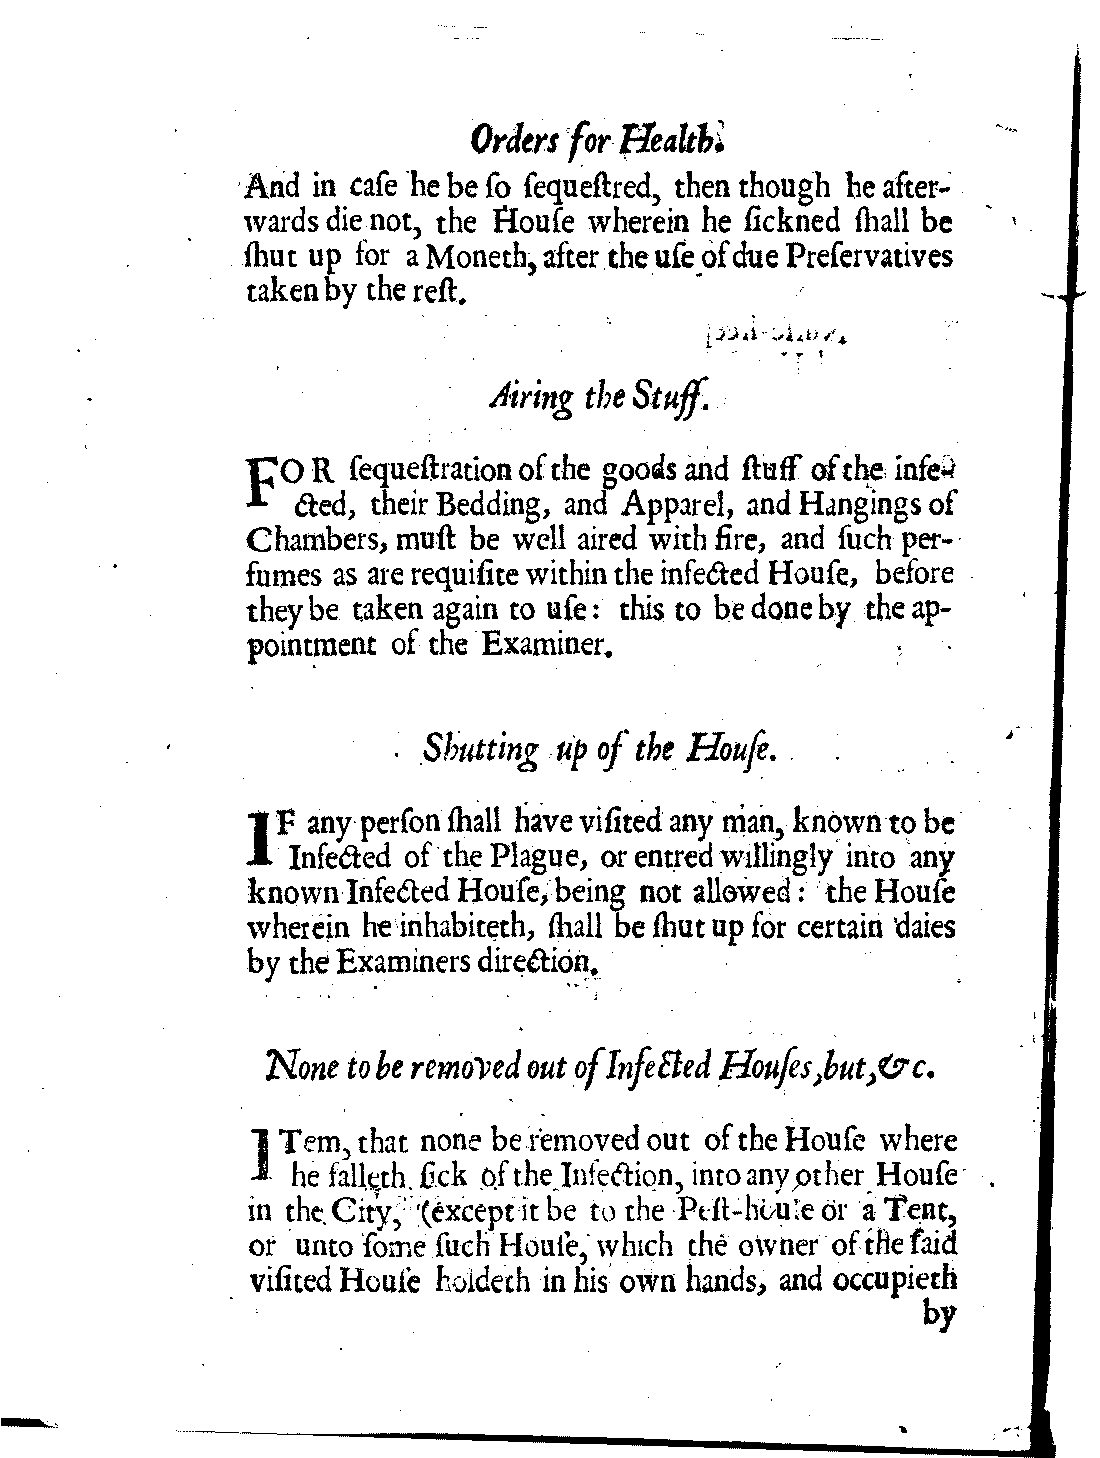 Orders for Health.
And in caſe he be ſo ſequeſtred, then though he after-
wards die not, the Houſe wherein he ſickned ſhall be
ſhut up for a Moneth, after the uſe of due Preſervatives
taken by the reſt.
Airing the Stuff.
FOR ſequeſtration of the goods and ſtuff of the infe-
cted, their Bedding, and Apparel, and Hangings of
Chambers, muſt be well aired with fire, and ſuch per-
fumes as are requiſite within the infected Houſe, before
they be taken again to uſe: this to be done by the ap-
pointment of the Examiner.
Shutting up of the Houſe.
IF any perſon ſhall have viſited any man, known to be
Infected of the Plague, or entred willingly into any
known Infected Houſe, being not allowed: the Houſe
wherein he inhabiteth, ſhall be ſhut up for certain daies
by the Examiners direction.
None to be removed out of Infected Houſes, but, &c.
ITem, that none be removed out of the Houſe where
he falleth ſick of the Infection, into any other Houſe
in the City, (except it be to the Peſt-houſe or a Tent,
or unto ſome ſuch Houſe, which the owner of the ſaid
viſited Houſe holdeth in his own hands, and occupieth
by